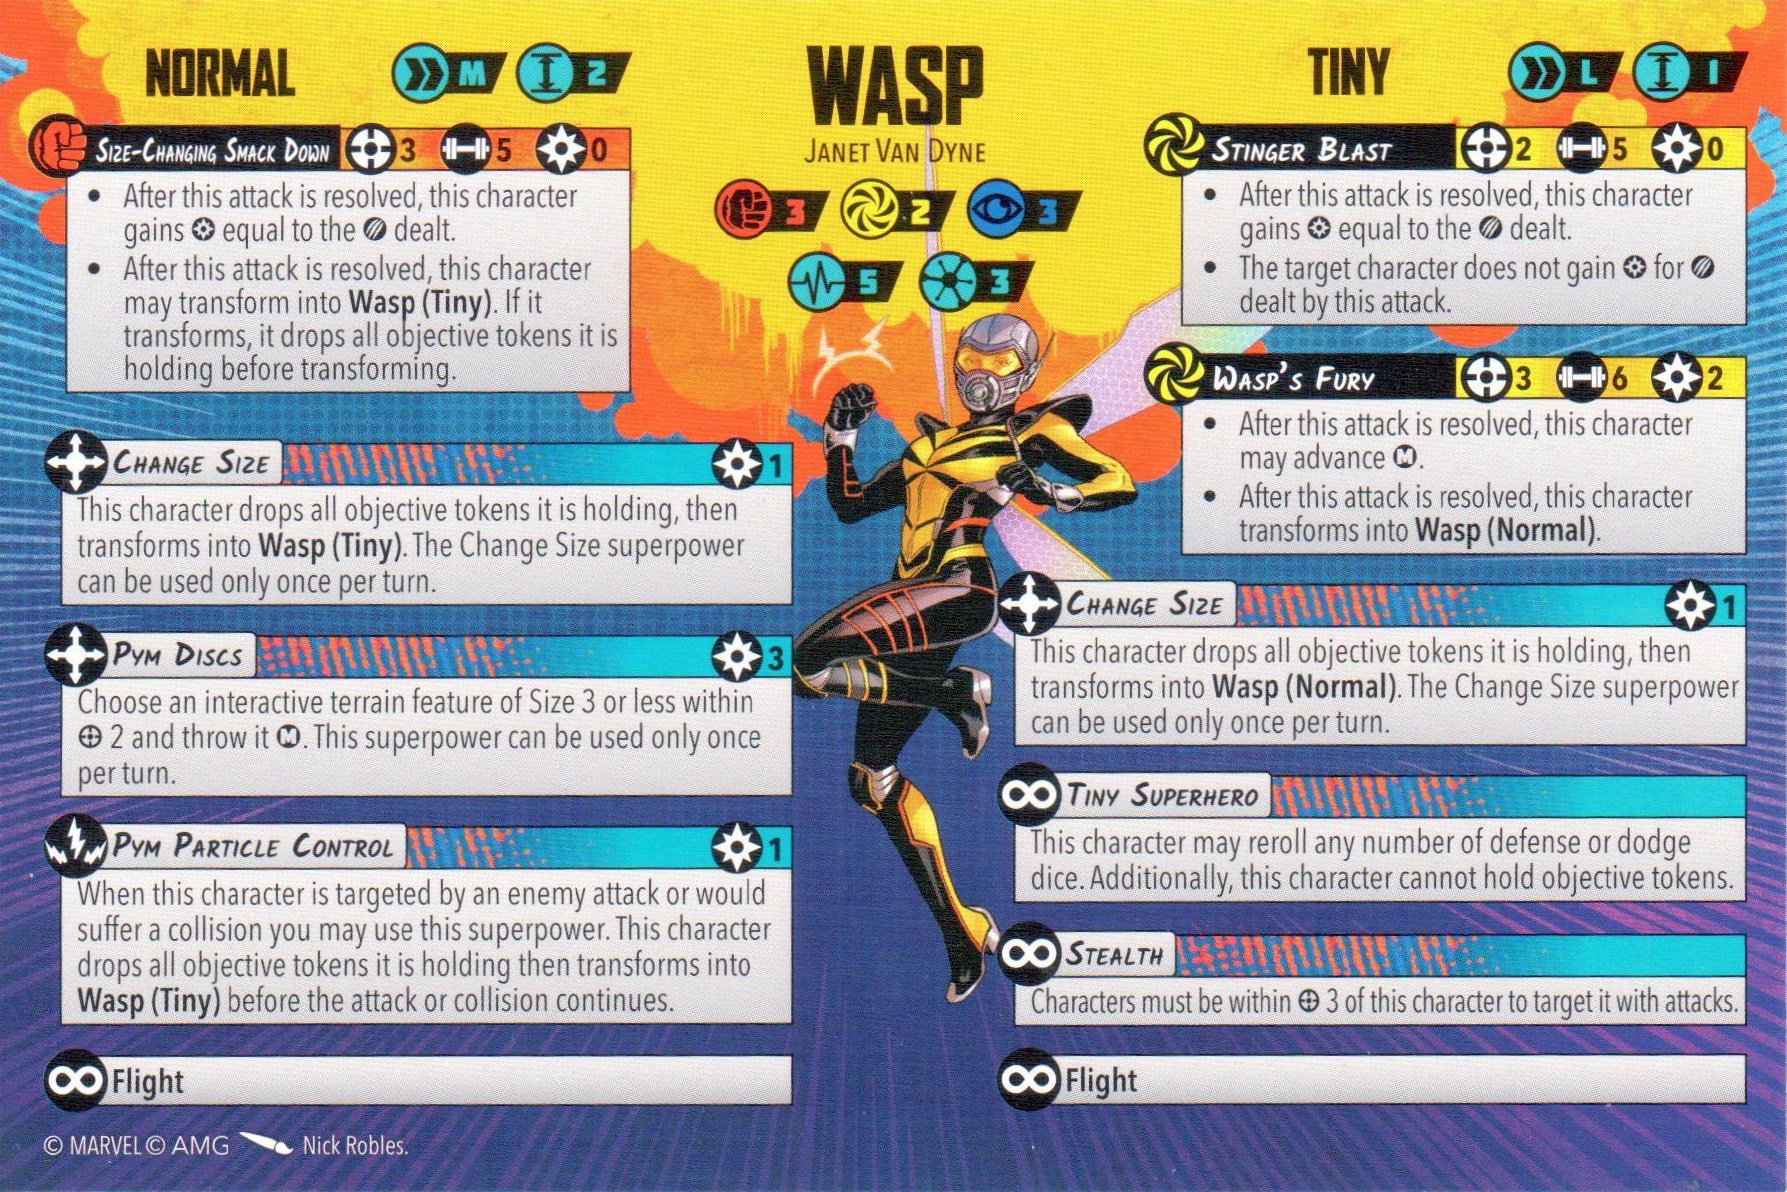 NORMAL
M 2
SIZE-CHANGING SMACK DOWN 3 5 0
• After this attack is resolved, this character
gains equal to the dealt.
• After this attack is resolved, this character
may transform into Wasp (Tiny). If it
transforms, it drops all objective tokens it is
holding before transforming.
CHANGE SIZE 1
This character drops all objective tokens it is holding, then
transforms into Wasp (Tiny). The Change Size superpower
can be used only once per turn.
PYM DISCS 3
Choose an interactive terrain feature of Size 3 or less within
2 and throw it M. This superpower can be used only once
per turn.
PYM PARTICLE CONTROL 1
When this character is targeted by an enemy attack or would
suffer a collision you may use this superpower. This character
drops all objective tokens it is holding then transforms into
Wasp (Tiny) before the attack or collision continues.
Flight
© MARVEL © AMG Nick Robles.
WASP
JANET VAN DYNE
3 2 3
5 3
TINY
L 1
STINGER BLAST 2 5 0
• After this attack is resolved, this character
gains equal to the dealt.
• The target character does not gain for
dealt by this attack.
WASP'S FURY 3 6 2
• After this attack is resolved, this character
may advance M.
• After this attack is resolved, this character
transforms into Wasp (Normal).
CHANGE SIZE 1
This character drops all objective tokens it is holding, then
transforms into Wasp (Normal). The Change Size superpower
can be used only once per turn.
TINY SUPERHERO
This character may reroll any number of defense or dodge
dice. Additionally, this character cannot hold objective tokens.
STEALTH
Characters must be within 3 of this character to target it with attacks.
Flight